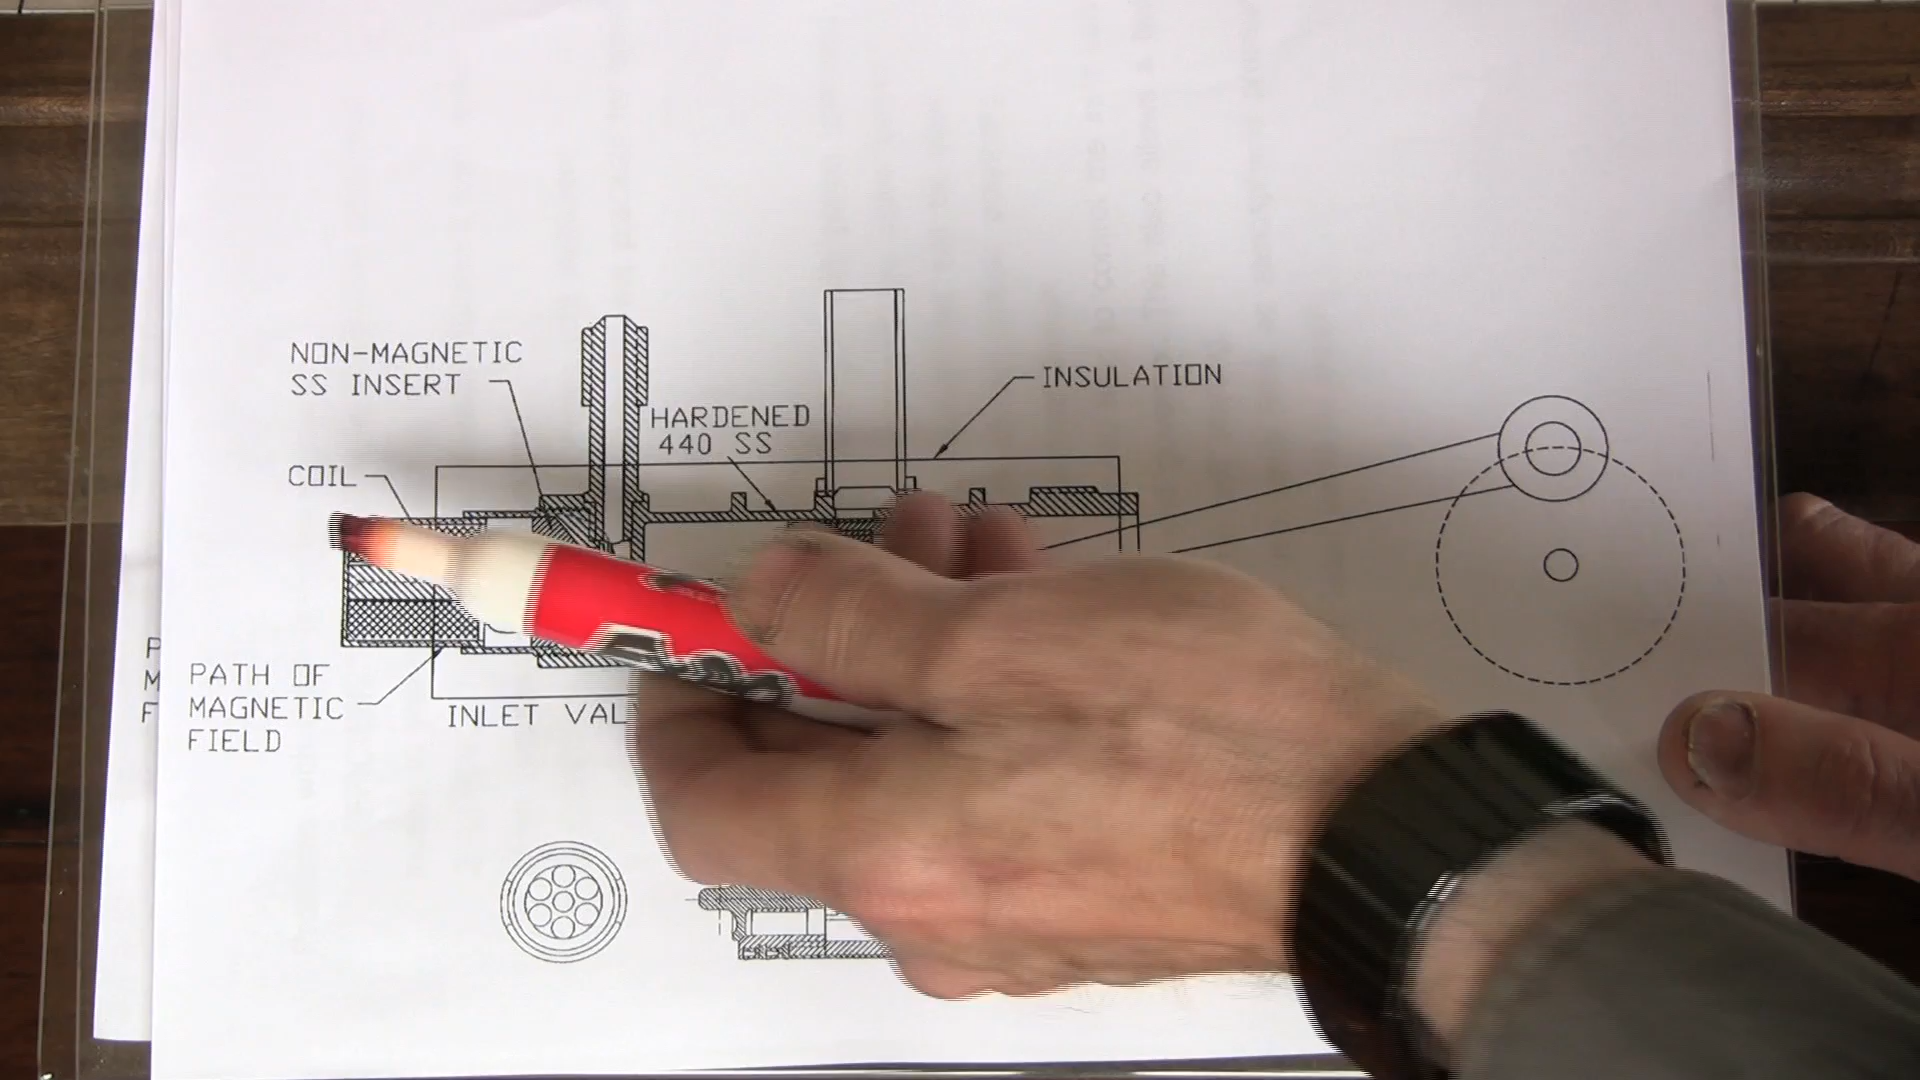 NON-MAGNETIC
SS INSERT
HARDENED
440 SS
INSULATION
COIL
PATH OF
MAGNETIC
FIELD
INLET VAL
P
M
F